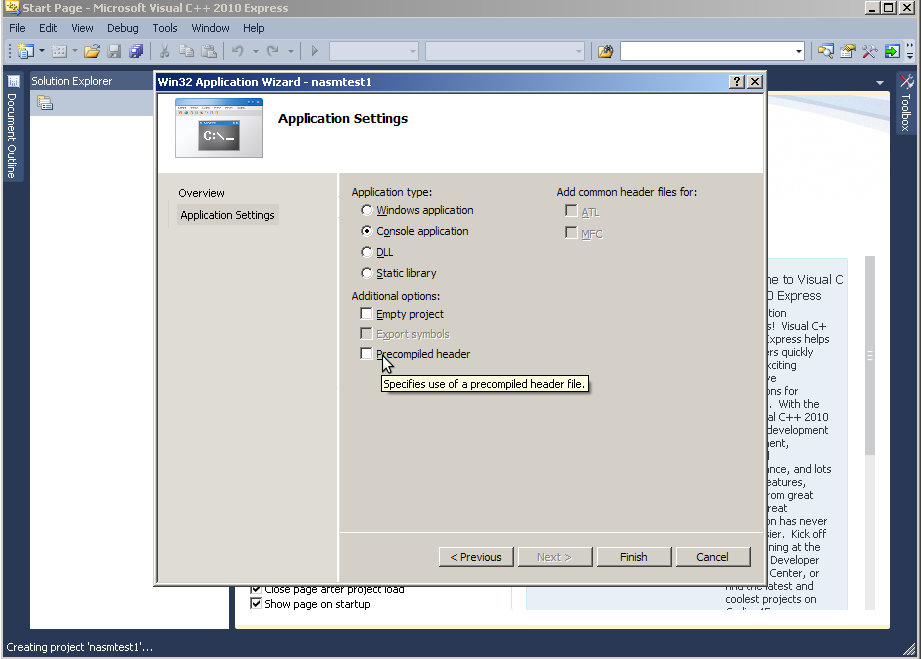 Start Page - Microsoft Visual C++ 2010 Express
File Edit View Debug Tools Window Help
Document Outline
Solution Explorer
Toolbox
Win32 Application Wizard - nasmtest1
C:\_
Application Settings
Overview
Application Settings
Application type:
Windows application
Console application
DLL
Static library
Additional options:
Empty project
Export symbols
Precompiled header
Specifies use of a precompiled header file.
Add common header files for:
ATL
MFC
< Previous
Next >
Finish
Cancel
me to Visual C
Express
tion
s! Visual C+
Express helps
rs quickly
xciting
ve
ons for
. With the
al C++ 2010
development
ent,
ance, and lots
eatures,
rom great
reat
on has never
sier. Kick off
ning at the
Developer
Center, or
find the latest and
coolest projects on
Close page after project load
Show page on startup
Creating project 'nasmtest1'...